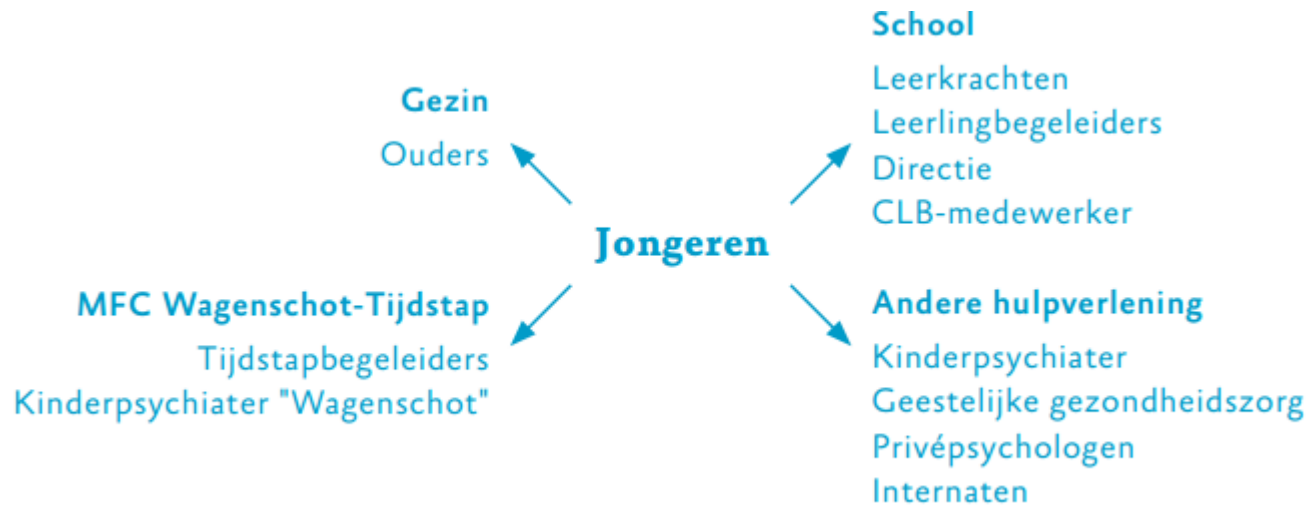 Gezin
Ouders
School
Leerkrachten
Leerlingbegeleiders
Directie
CLB-medewerker
Jongeren
MFC Wagenschot-Tijdstap
Tijdstapbegeleiders
Kinderpsychiater "Wagenschot"
Andere hulpverlening
Kinderpsychiater
Geestelijke gezondheidszorg
Privépsychologen
Internaten